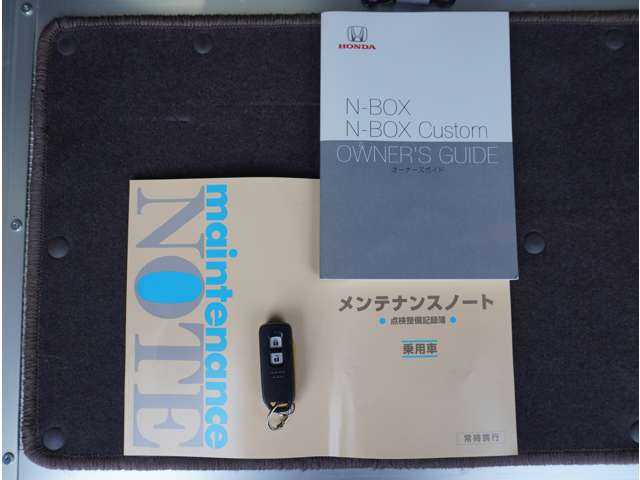 HONDA
N-BOX
N-BOX Custom
OWNER'S GUIDE
オーナーズガイド
maintenance
NOTE
メンテナンスノート
点検整備記録簿
乗用車
常時携行